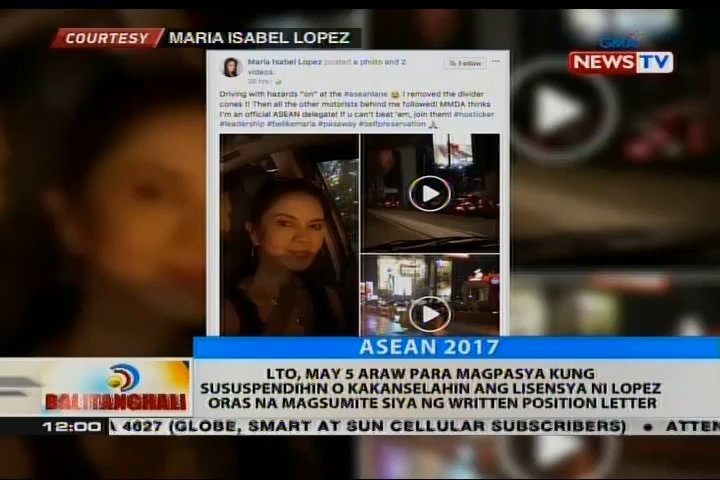 COURTESY MARIA ISABEL LOPEZ
GMA
NEWS TV
Maria Isabel Lopez posted a photo and 2
videos.
Follow
20 hrs
Driving with hazards "on" at the #aseanlane 😂 I removed the divider
cones !! Then all the other motorists behind me followed! MMDA thinks
I'm an official ASEAN delegate! If u can't beat 'em, join them! #nosticker
#leadership #belikemaria #pasaway #selfpreservation 🙏
ASEAN 2017
LTO, MAY 5 ARAW PARA MAGPASYA KUNG
SUSUSPENDIHIN O KAKANSELAHIN ANG LISENSYA NI LOPEZ
ORAS NA MAGSUMITE SIYA NG WRITTEN POSITION LETTER
BALITANGHALI
12:00 4627 (GLOBE, SMART AT SUN CELLULAR SUBSCRIBERS) • ATTEN